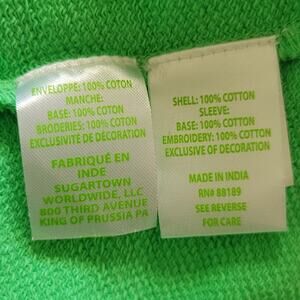 ENVELOPPE: 100% COTON
MANCHE:
BASE: 100% COTON
BRODERIES: 100% COTON
EXCLUSIVITÉ DE DÉCORATION
FABRIQUÉ EN
INDE
SUGARTOWN
WORLDWIDE, LLC
800 THIRD AVENUE
KING OF PRUSSIA PA
SHELL: 100% COTTON
SLEEVE:
BASE: 100% COTTON
EMBROIDERY: 100% COTTON
EXCLUSIVE OF DECORATION
MADE IN INDIA
RN# 88189
SEE REVERSE
FOR CARE